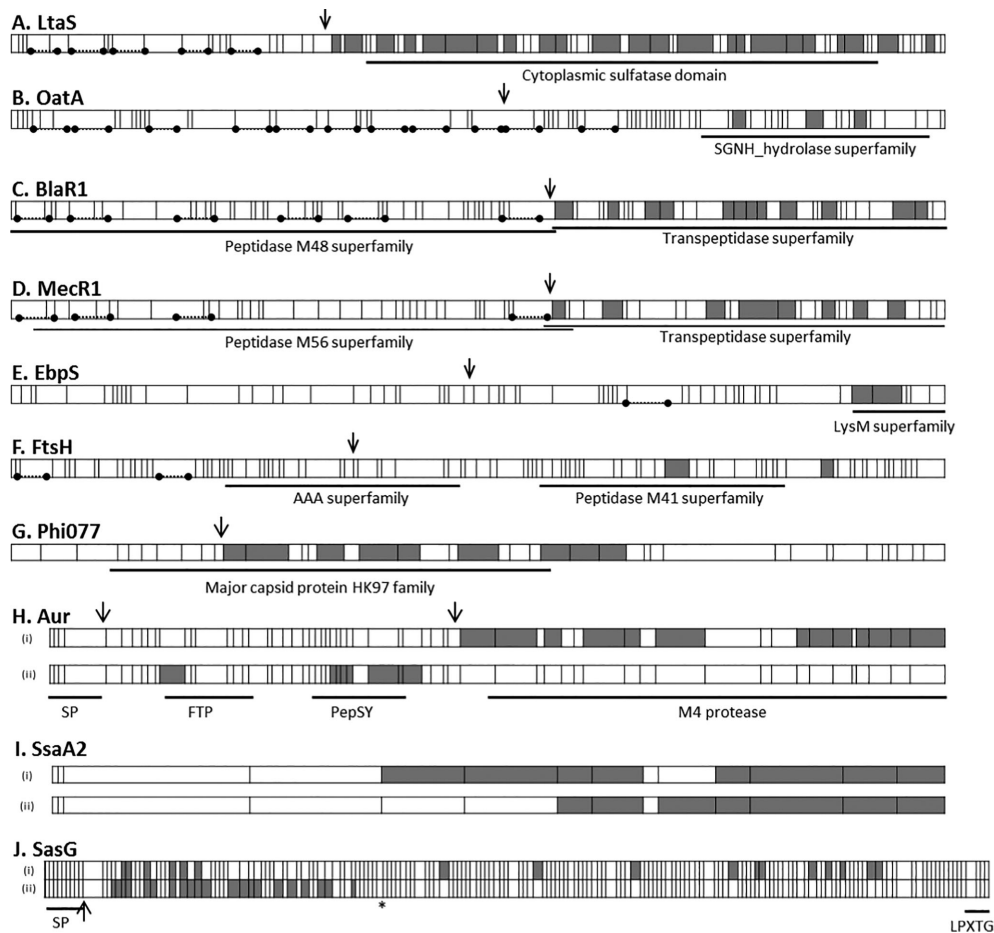 A. LtaS
Cytoplasmic sulfatase domain
B. OatA
SGNH_hydrolase superfamily
C. BlaR1
Peptidase M48 superfamily
Transpeptidase superfamily
D. MecR1
Peptidase M56 superfamily
Transpeptidase superfamily
E. EbpS
LysM superfamily
F. FtsH
AAA superfamily
Peptidase M41 superfamily
G. Phi077
Major capsid protein HK97 family
H. Aur
(i)
(ii)
SP
FTP
PepSY
M4 protease
I. SsaA2
(i)
(ii)
J. SasG
(i)
(ii)
*
SP
LPXTG